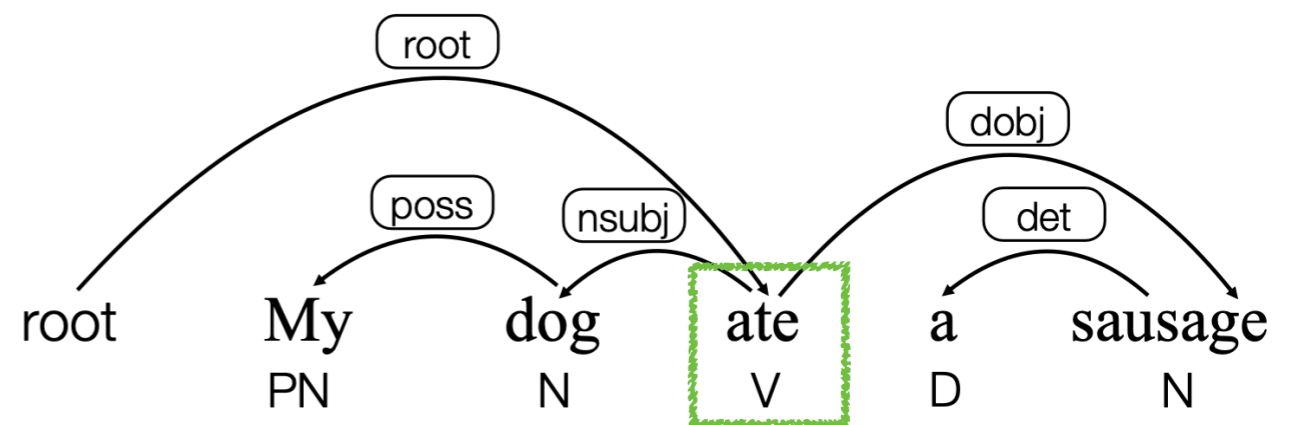 root
dobj
poss nsubj det
root My dog ate a sausage
PN N V D N